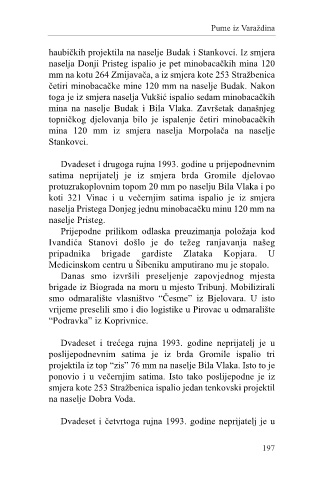 Pume iz Varaždina
haubičkih projektila na naselje Budak i Stankovci. Iz smjera
naselja Donji Pristeg ispalio je pet minobacačkih mina 120
mm na kotu 264 Zmijavača, a iz smjera kote 253 Stražbenica
četiri minobacačke mine 120 mm na naselje Budak. Nakon
toga je iz smjera naselja Vukšić ispalio sedam minobacačkih
mina na naselje Budak i Bila Vlaka. Završetak današnjeg
topničkog djelovanja bilo je ispalenje četiri minobacačkih
mina 120 mm iz smjera naselja Morpolača na naselje
Stankovci.
Dvadeset i drugoga rujna 1993. godine u prijepodnevnim
satima neprijatelj je iz smjera brda Gromile djelovao
protuzrakoplovnim topom 20 mm po naselju Bila Vlaka i po
koti 321 Vinac i u večernjim satima ispalio je iz smjera
naselja Pristega Donjeg jednu minobacačku minu 120 mm na
naselje Pristeg.
Prijepodne prilikom odlaska preuzimanja položaja kod
Ivandića Stanovi došlo je do težeg ranjavanja našeg
pripadnika brigade gardiste Zlataka Kopjara. U
Medicinskom centru u Šibeniku amputirano mu je stopalo.
Danas smo izvršili preseljenje zapovjednog mjesta
brigade iz Biograda na moru u mjesto Tribunj. Mobilizirali
smo odmaralište vlasništvo “Česme” iz Bjelovara. U isto
vrijeme preselili smo i dio logistike u Pirovac u odmaralište
“Podravka” iz Koprivnice.
Dvadeset i trećega rujna 1993. godine neprijatelj je u
poslijepodnevnim satima je iz brda Gromile ispalio tri
projektila iz top “zis” 76 mm na naselje Bila Vlaka. Isto to je
ponovio i u večernjim satima. Isto tako poslijepodne je iz
smjera kote 253 Stražbenica ispalio jedan tenkovski projektil
na naselje Dobra Voda.
Dvadeset i četvrtoga rujna 1993. godine neprijatelj je u
197